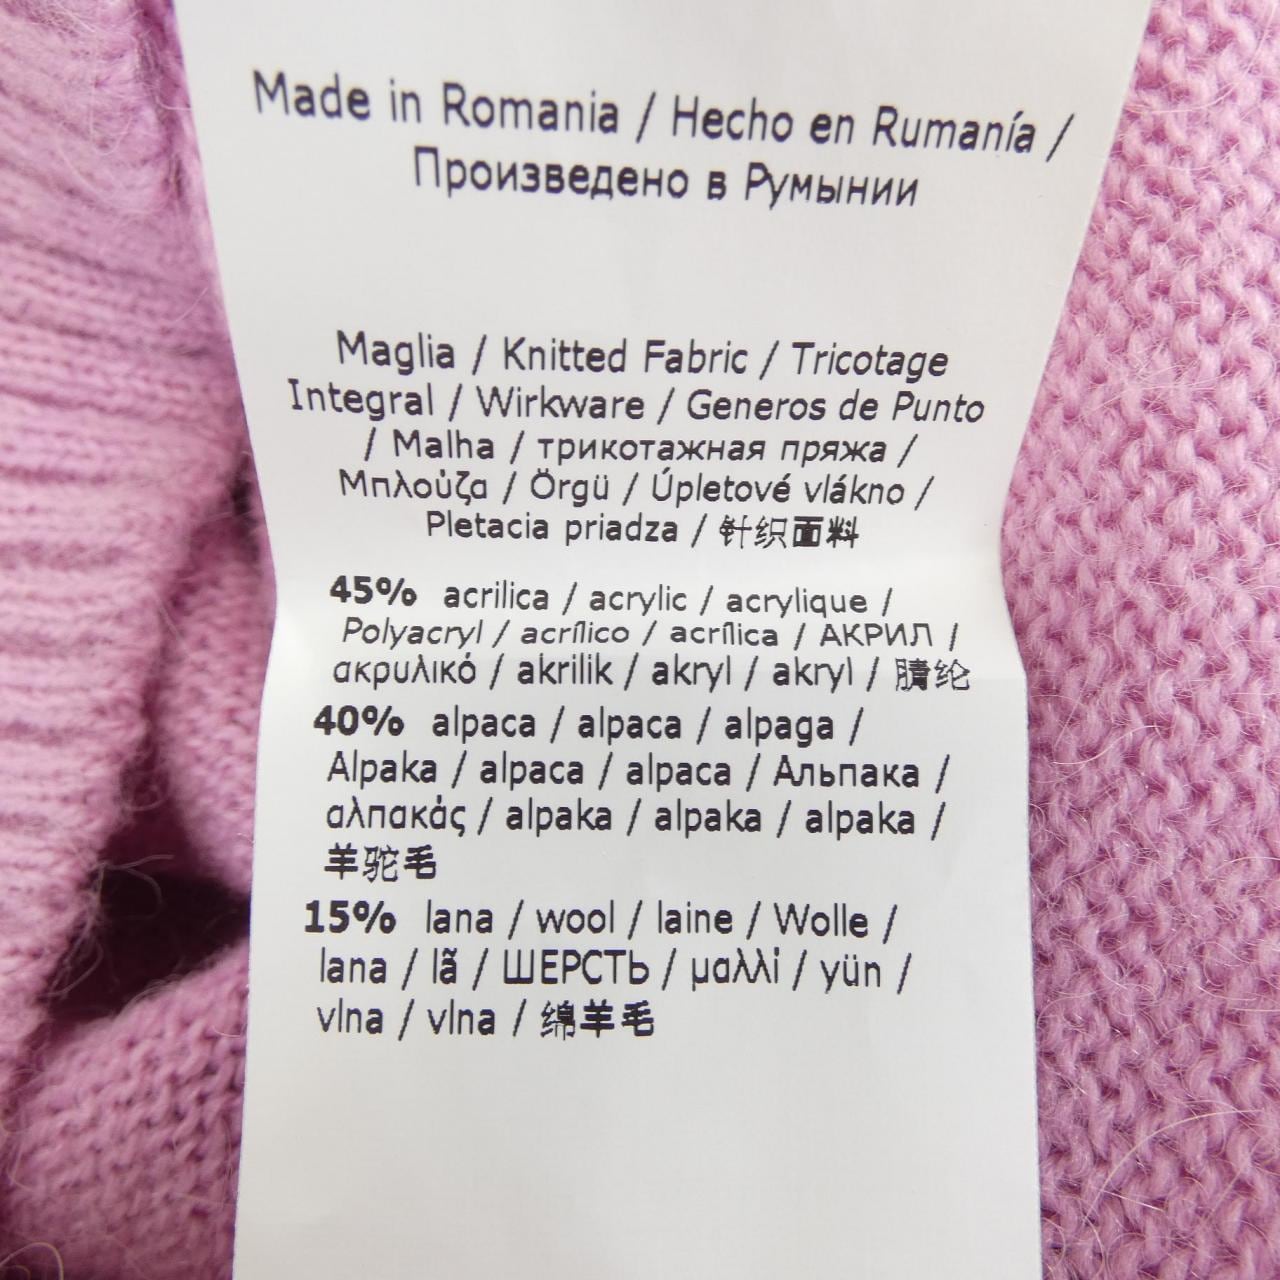 Made in Romania / Hecho en Rumanía /
Произведено в Румынии
Maglia / Knitted Fabric / Tricotage
Integral / Wirkware / Generos de Punto
/ Malha / трикотажная пряжа /
Μπλούζα / Örgü / Úpletové vlákno /
Pletacia priadza / 针织面料
45% acrilica / acrylic / acrylique /
Polyacryl / acrílico / acrílica / АКРИЛ /
ακρυλικό / akrilik / akryl / akryl / 腈纶
40% alpaca / alpaca / alpaga /
Alpaka / alpaca / alpaca / Альпака /
αλπακάς / alpaka / alpaka / alpaka /
羊驼毛
15% lana / wool / laine / Wolle /
lana / lã / ШЕРСТЬ / μαλλί / yün /
vlna / vlna / 绵羊毛